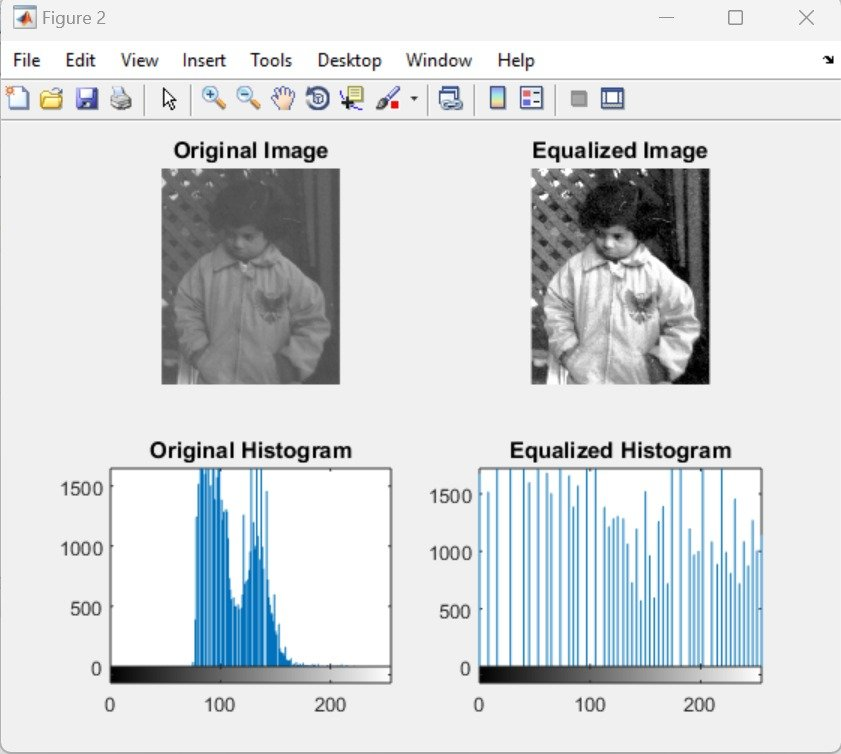 Figure 2
File Edit View Insert Tools Desktop Window Help
Original Image
Equalized Image
Original Histogram
1500
1000
500
0
0 100 200
Equalized Histogram
1500
1000
500
0
0 100 200